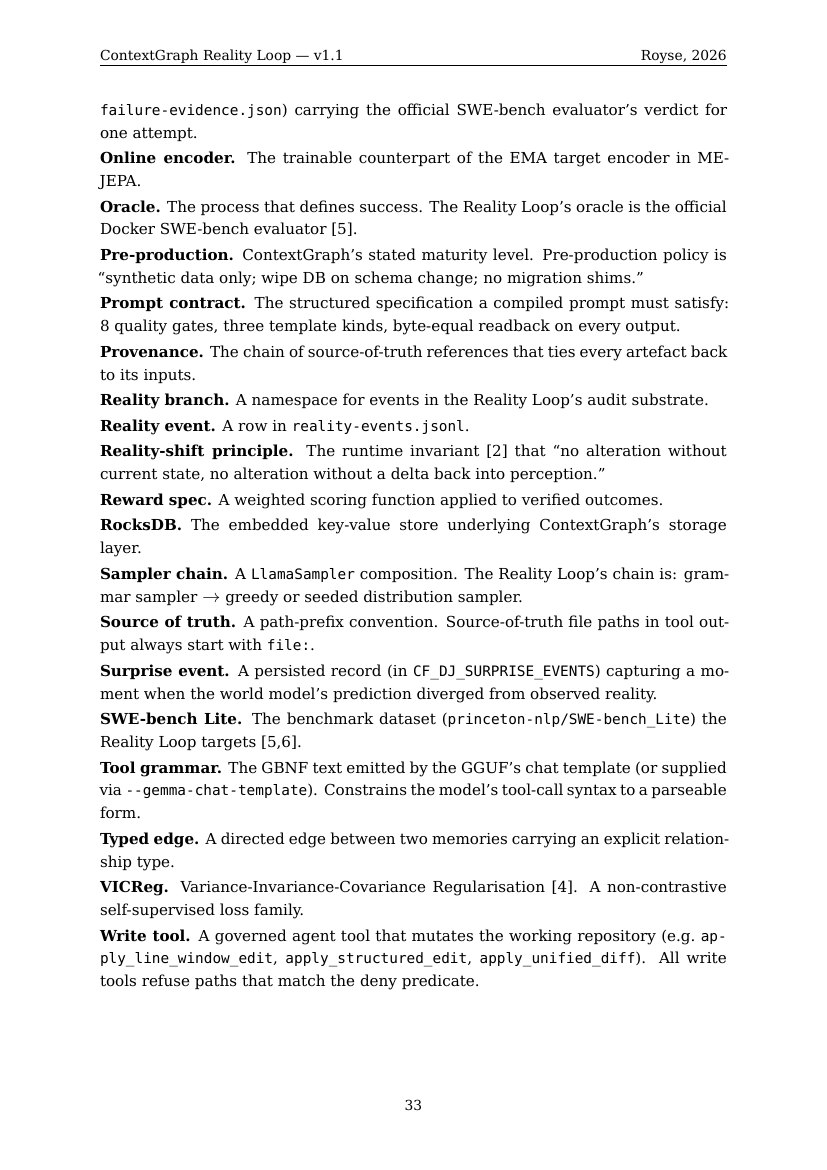 ContextGraph Reality Loop — v1.1 Royse, 2026
failure-evidence.json) carrying the official SWE-bench evaluator’s verdict for
one attempt.
Online encoder. The trainable counterpart of the EMA target encoder in ME-
JEPA.
Oracle. The process that defines success. The Reality Loop’s oracle is the official
Docker SWE-bench evaluator [5].
Pre-production. ContextGraph’s stated maturity level. Pre-production policy is
“synthetic data only; wipe DB on schema change; no migration shims.”
Prompt contract. The structured specification a compiled prompt must satisfy:
8 quality gates, three template kinds, byte-equal readback on every output.
Provenance. The chain of source-of-truth references that ties every artefact back
to its inputs.
Reality branch. A namespace for events in the Reality Loop’s audit substrate.
Reality event. A row in reality-events.jsonl.
Reality-shift principle. The runtime invariant [2] that “no alteration without
current state, no alteration without a delta back into perception.”
Reward spec. A weighted scoring function applied to verified outcomes.
RocksDB. The embedded key-value store underlying ContextGraph’s storage
layer.
Sampler chain. A LlamaSampler composition. The Reality Loop’s chain is: gram-
mar sampler → greedy or seeded distribution sampler.
Source of truth. A path-prefix convention. Source-of-truth file paths in tool out-
put always start with file:.
Surprise event. A persisted record (in CF_DJ_SURPRISE_EVENTS) capturing a mo-
ment when the world model’s prediction diverged from observed reality.
SWE-bench Lite. The benchmark dataset (princeton-nlp/SWE-bench_Lite) the
Reality Loop targets [5,6].
Tool grammar. The GBNF text emitted by the GGUF’s chat template (or supplied
via --gemma-chat-template). Constrains the model’s tool-call syntax to a parseable
form.
Typed edge. A directed edge between two memories carrying an explicit relation-
ship type.
VICReg. Variance-Invariance-Covariance Regularisation [4]. A non-contrastive
self-supervised loss family.
Write tool. A governed agent tool that mutates the working repository (e.g. ap-
ply_line_window_edit, apply_structured_edit, apply_unified_diff). All write
tools refuse paths that match the deny predicate.
33